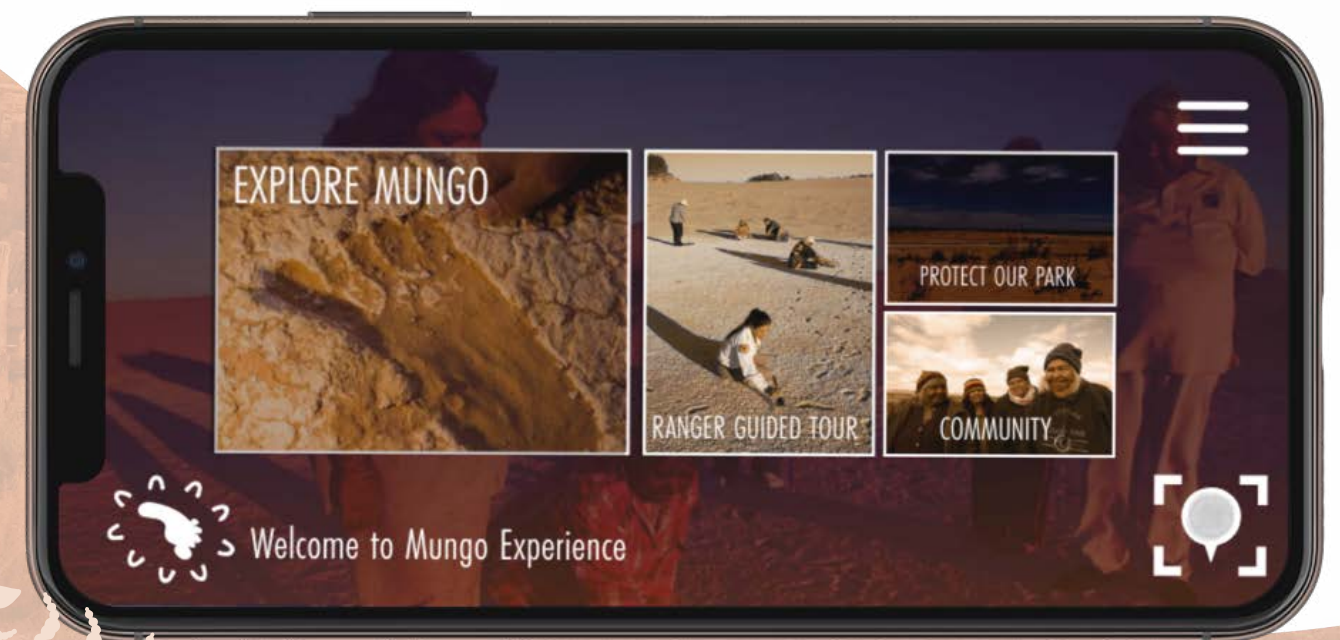 EXPLORE MUNGO
RANGER GUIDED TOUR
PROTECT OUR PARK
COMMUNITY
Welcome to Mungo Experience